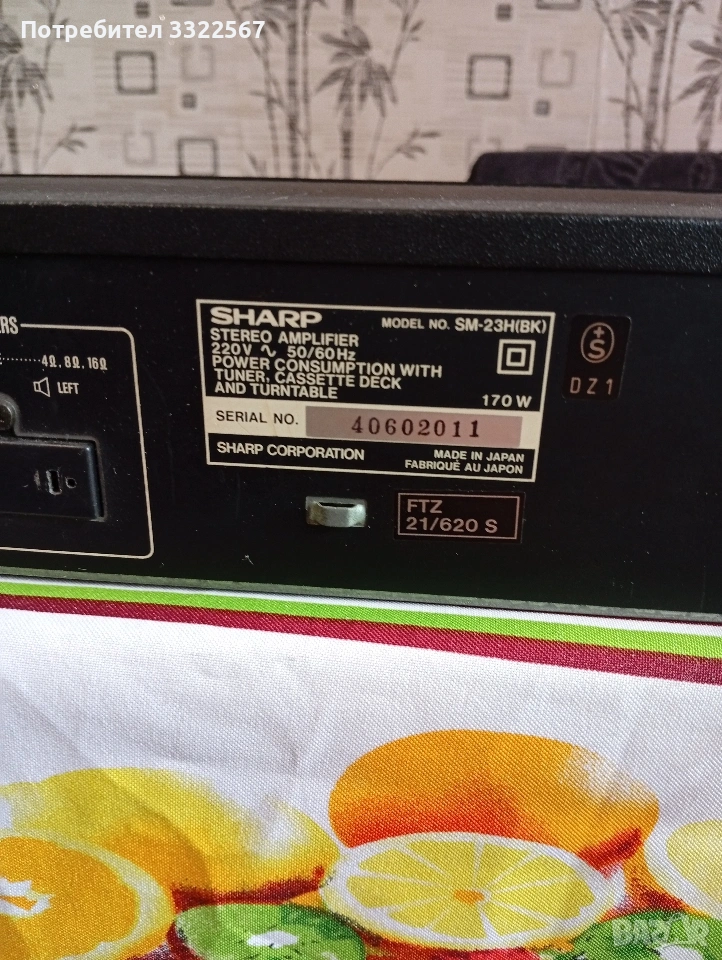 Потребител 3322567
ERS
4Ω, 8Ω, 16Ω
LEFT
SHARP
MODEL NO. SM-23H(BK)
STEREO AMPLIFIER
220V ∿ 50/60Hz
POWER CONSUMPTION WITH
TUNER, CASSETTE DECK
AND TURNTABLE
170 W
SERIAL NO. 40602011
SHARP CORPORATION
MADE IN JAPAN
FABRIQUÉ AU JAPON
S
DZ1
FTZ
21/620 S
BAZAR